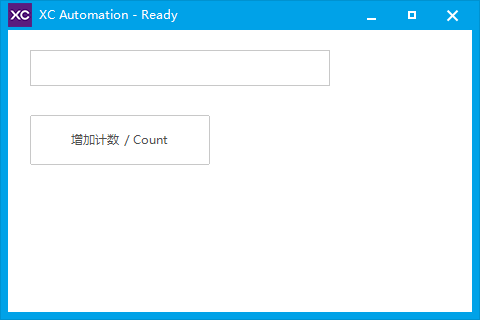 XC XC Automation - Ready
增加计数 / Count